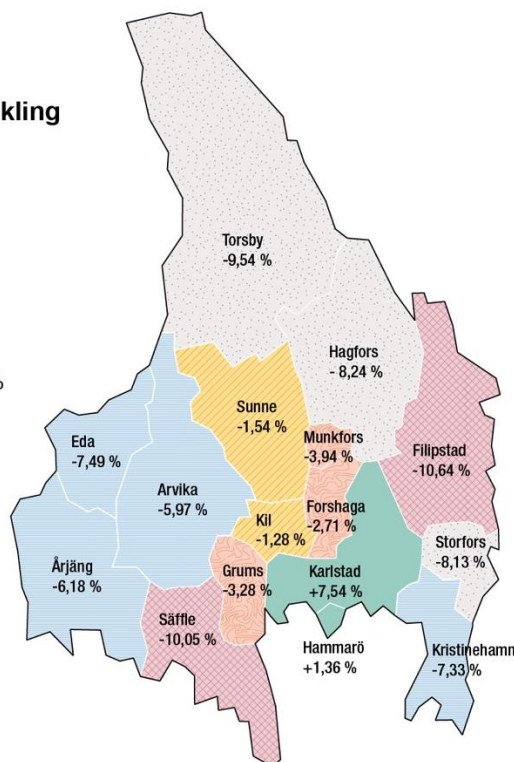 kling
Torsby
-9,54 %
Hagfors
- 8,24 %
%
Sunne
-1,54 %
Munkfors
-3,94 %
Filipstad
-10,64 %
Eda
-7,49 %
Arvika
-5,97 %
Forshaga
-2,71 %
Kil
-1,28 %
Storfors
-8,13 %
Årjäng
-6,18 %
Grums
-3,28 %
Karlstad
+7,54 %
Säffle
-10,05 %
Hammarö
+1,36 %
Kristinehamn
-7,33 %